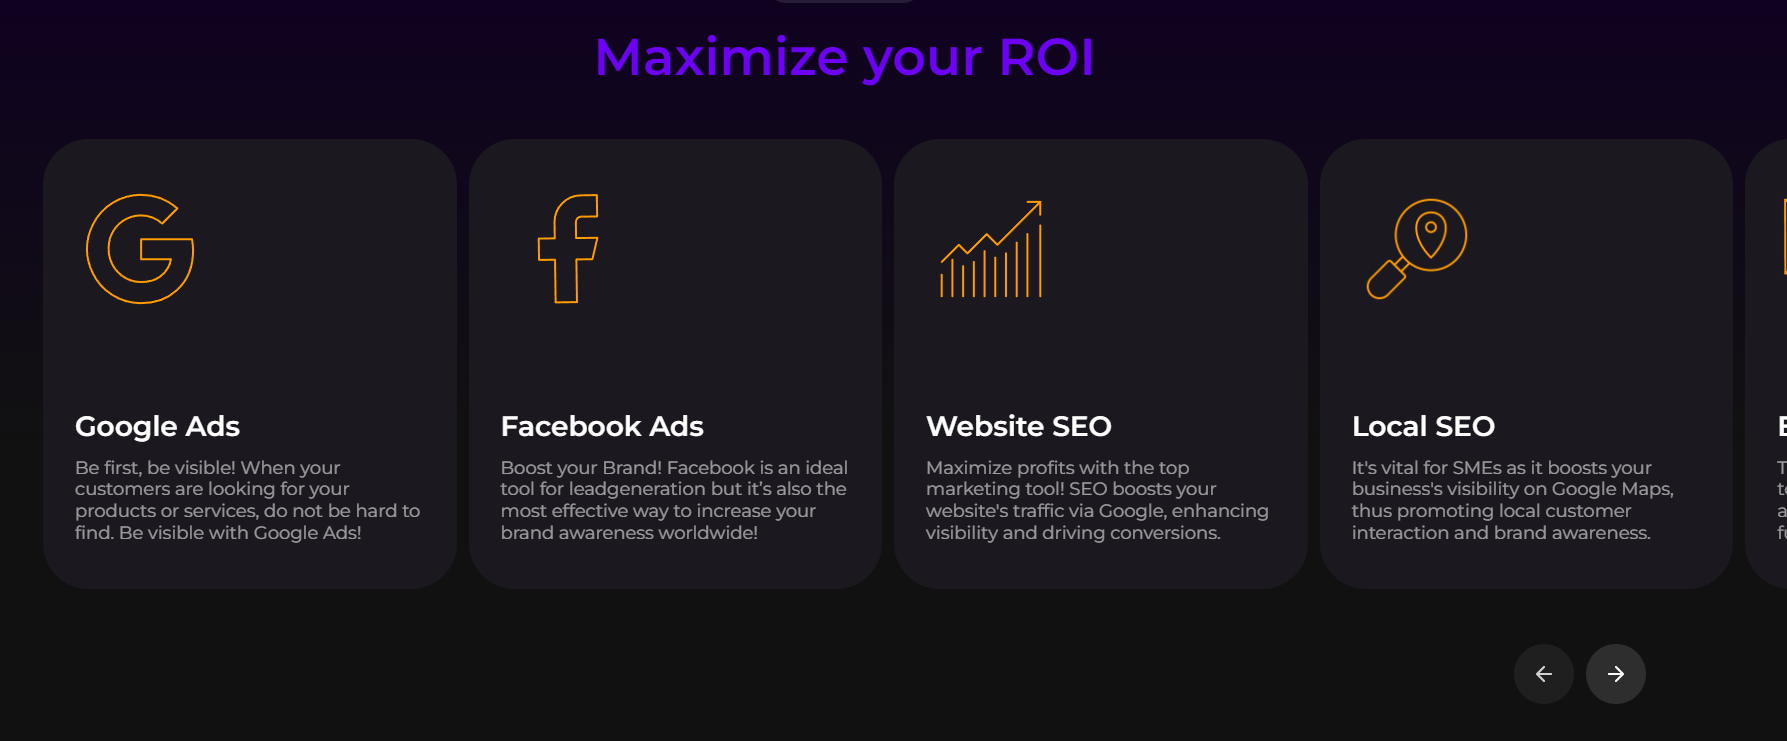 Maximize your ROI
Google Ads
Be first, be visible! When your
customers are looking for your
products or services, do not be hard to
find. Be visible with Google Ads!
Facebook Ads
Boost your Brand! Facebook is an ideal
tool for leadgeneration but it's also the
most effective way to increase your
brand awareness worldwide!
Website SEO
Maximize profits with the top
marketing tool! SEO boosts your
website's traffic via Google, enhancing
visibility and driving conversions.
Local SEO
It's vital for SMEs as it boosts your
business's visibility on Google Maps,
thus promoting local customer
interaction and brand awareness.